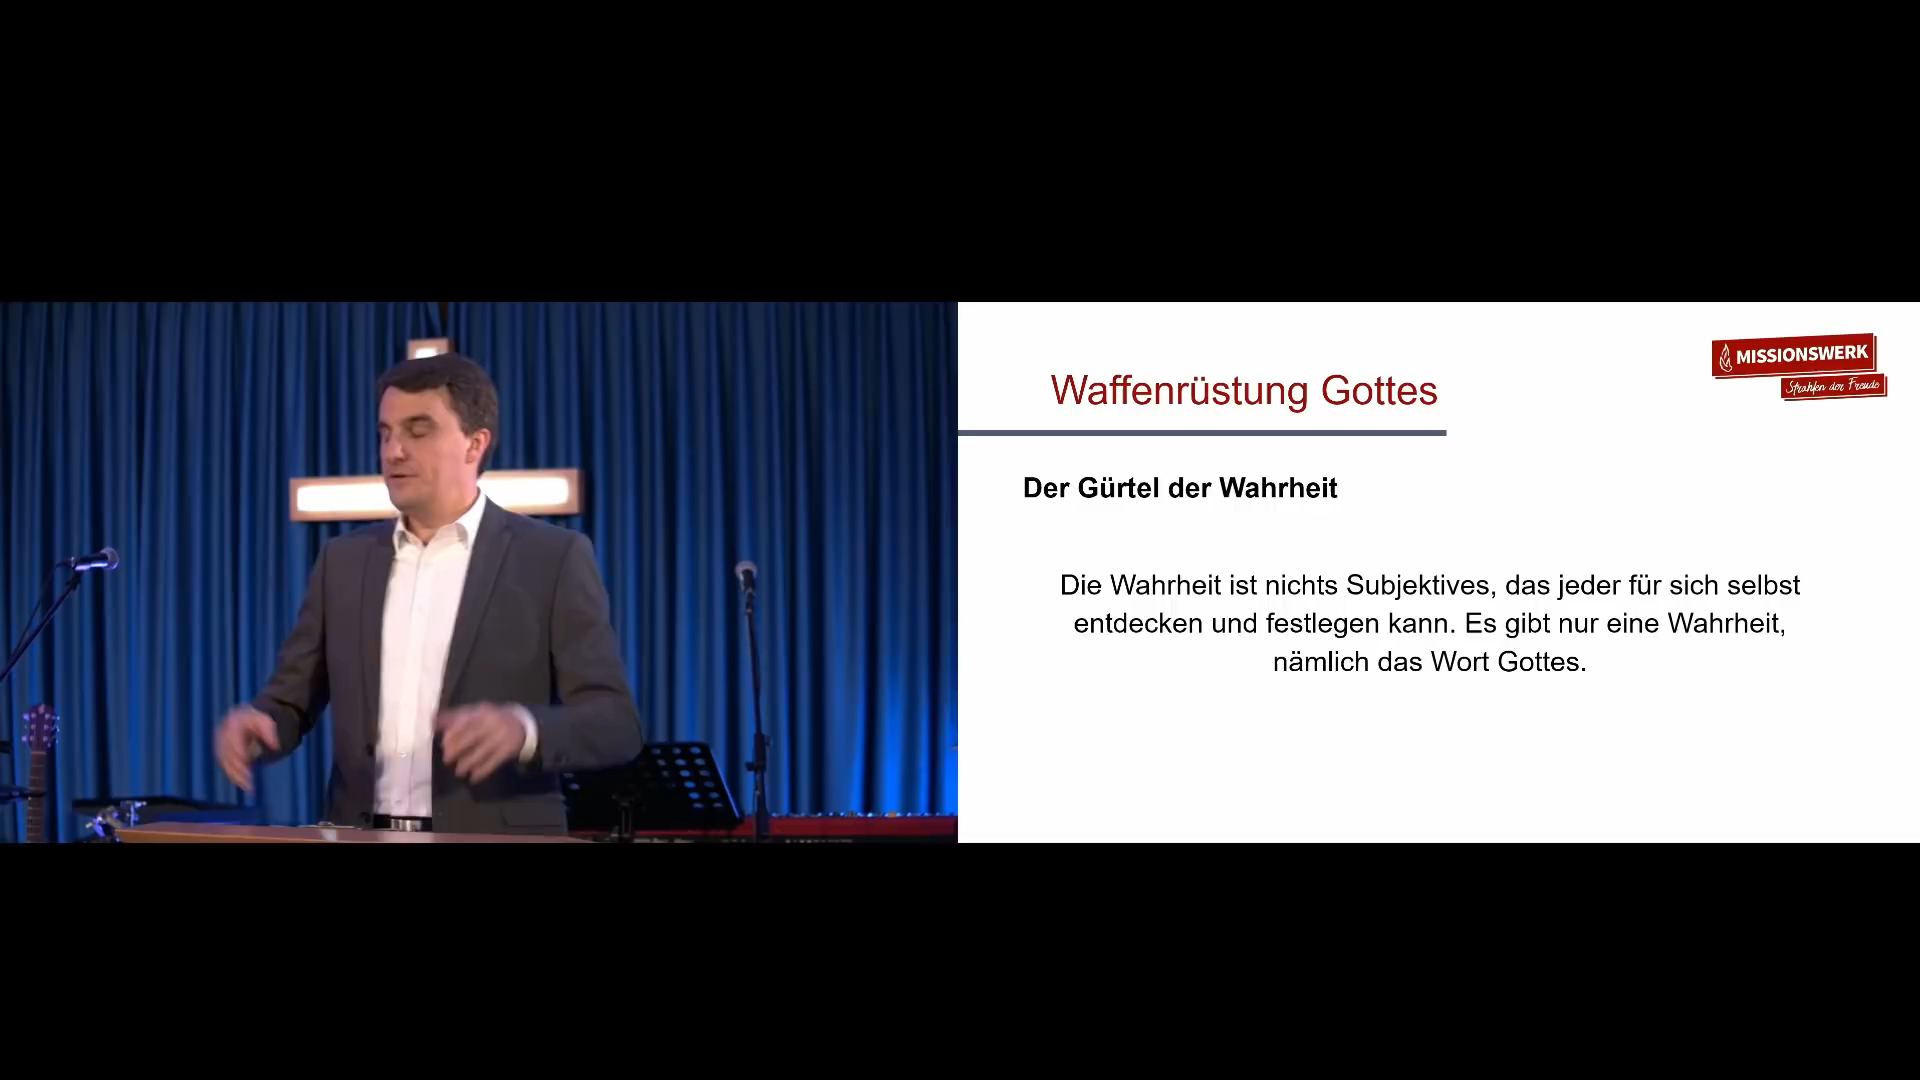 Waffenrüstung Gottes
MISSIONSWERK
Strahlen der Freude
Der Gürtel der Wahrheit
Die Wahrheit ist nichts Subjektives, das jeder für sich selbst
entdecken und festlegen kann. Es gibt nur eine Wahrheit,
nämlich das Wort Gottes.